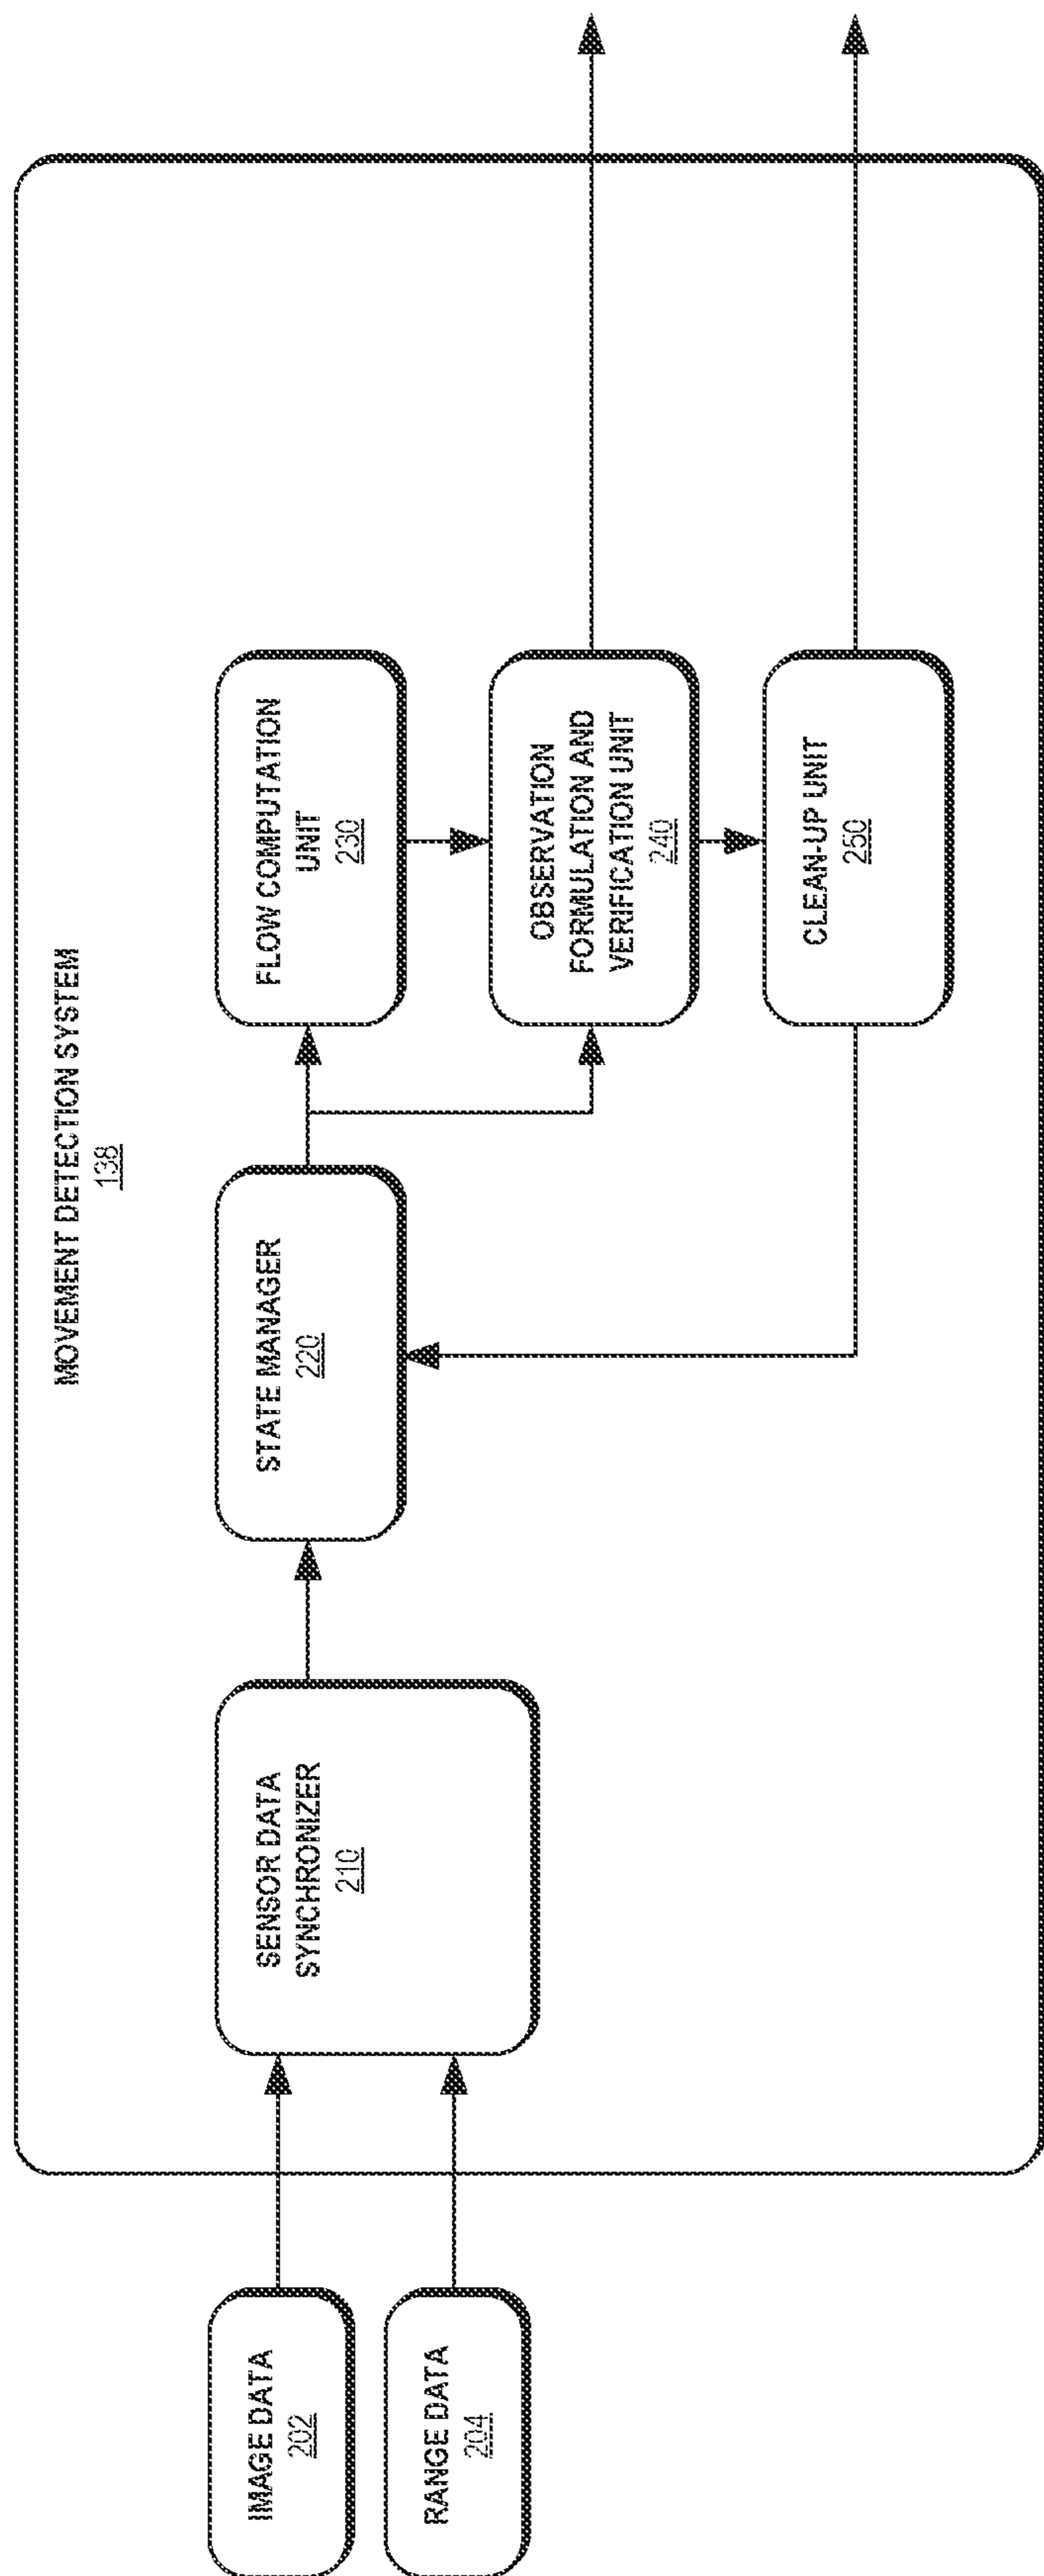 MOVEMENT DETECTION SYSTEM
138
IMAGE DATA
202
RANGE DATA
204
SENSOR DATA
SYNCHRONIZER
210
STATE MANAGER
220
FLOW COMPUTATION
UNIT
230
OBSERVATION
FORMULATION AND
VERIFICATION UNIT
240
CLEAN-UP UNIT
250